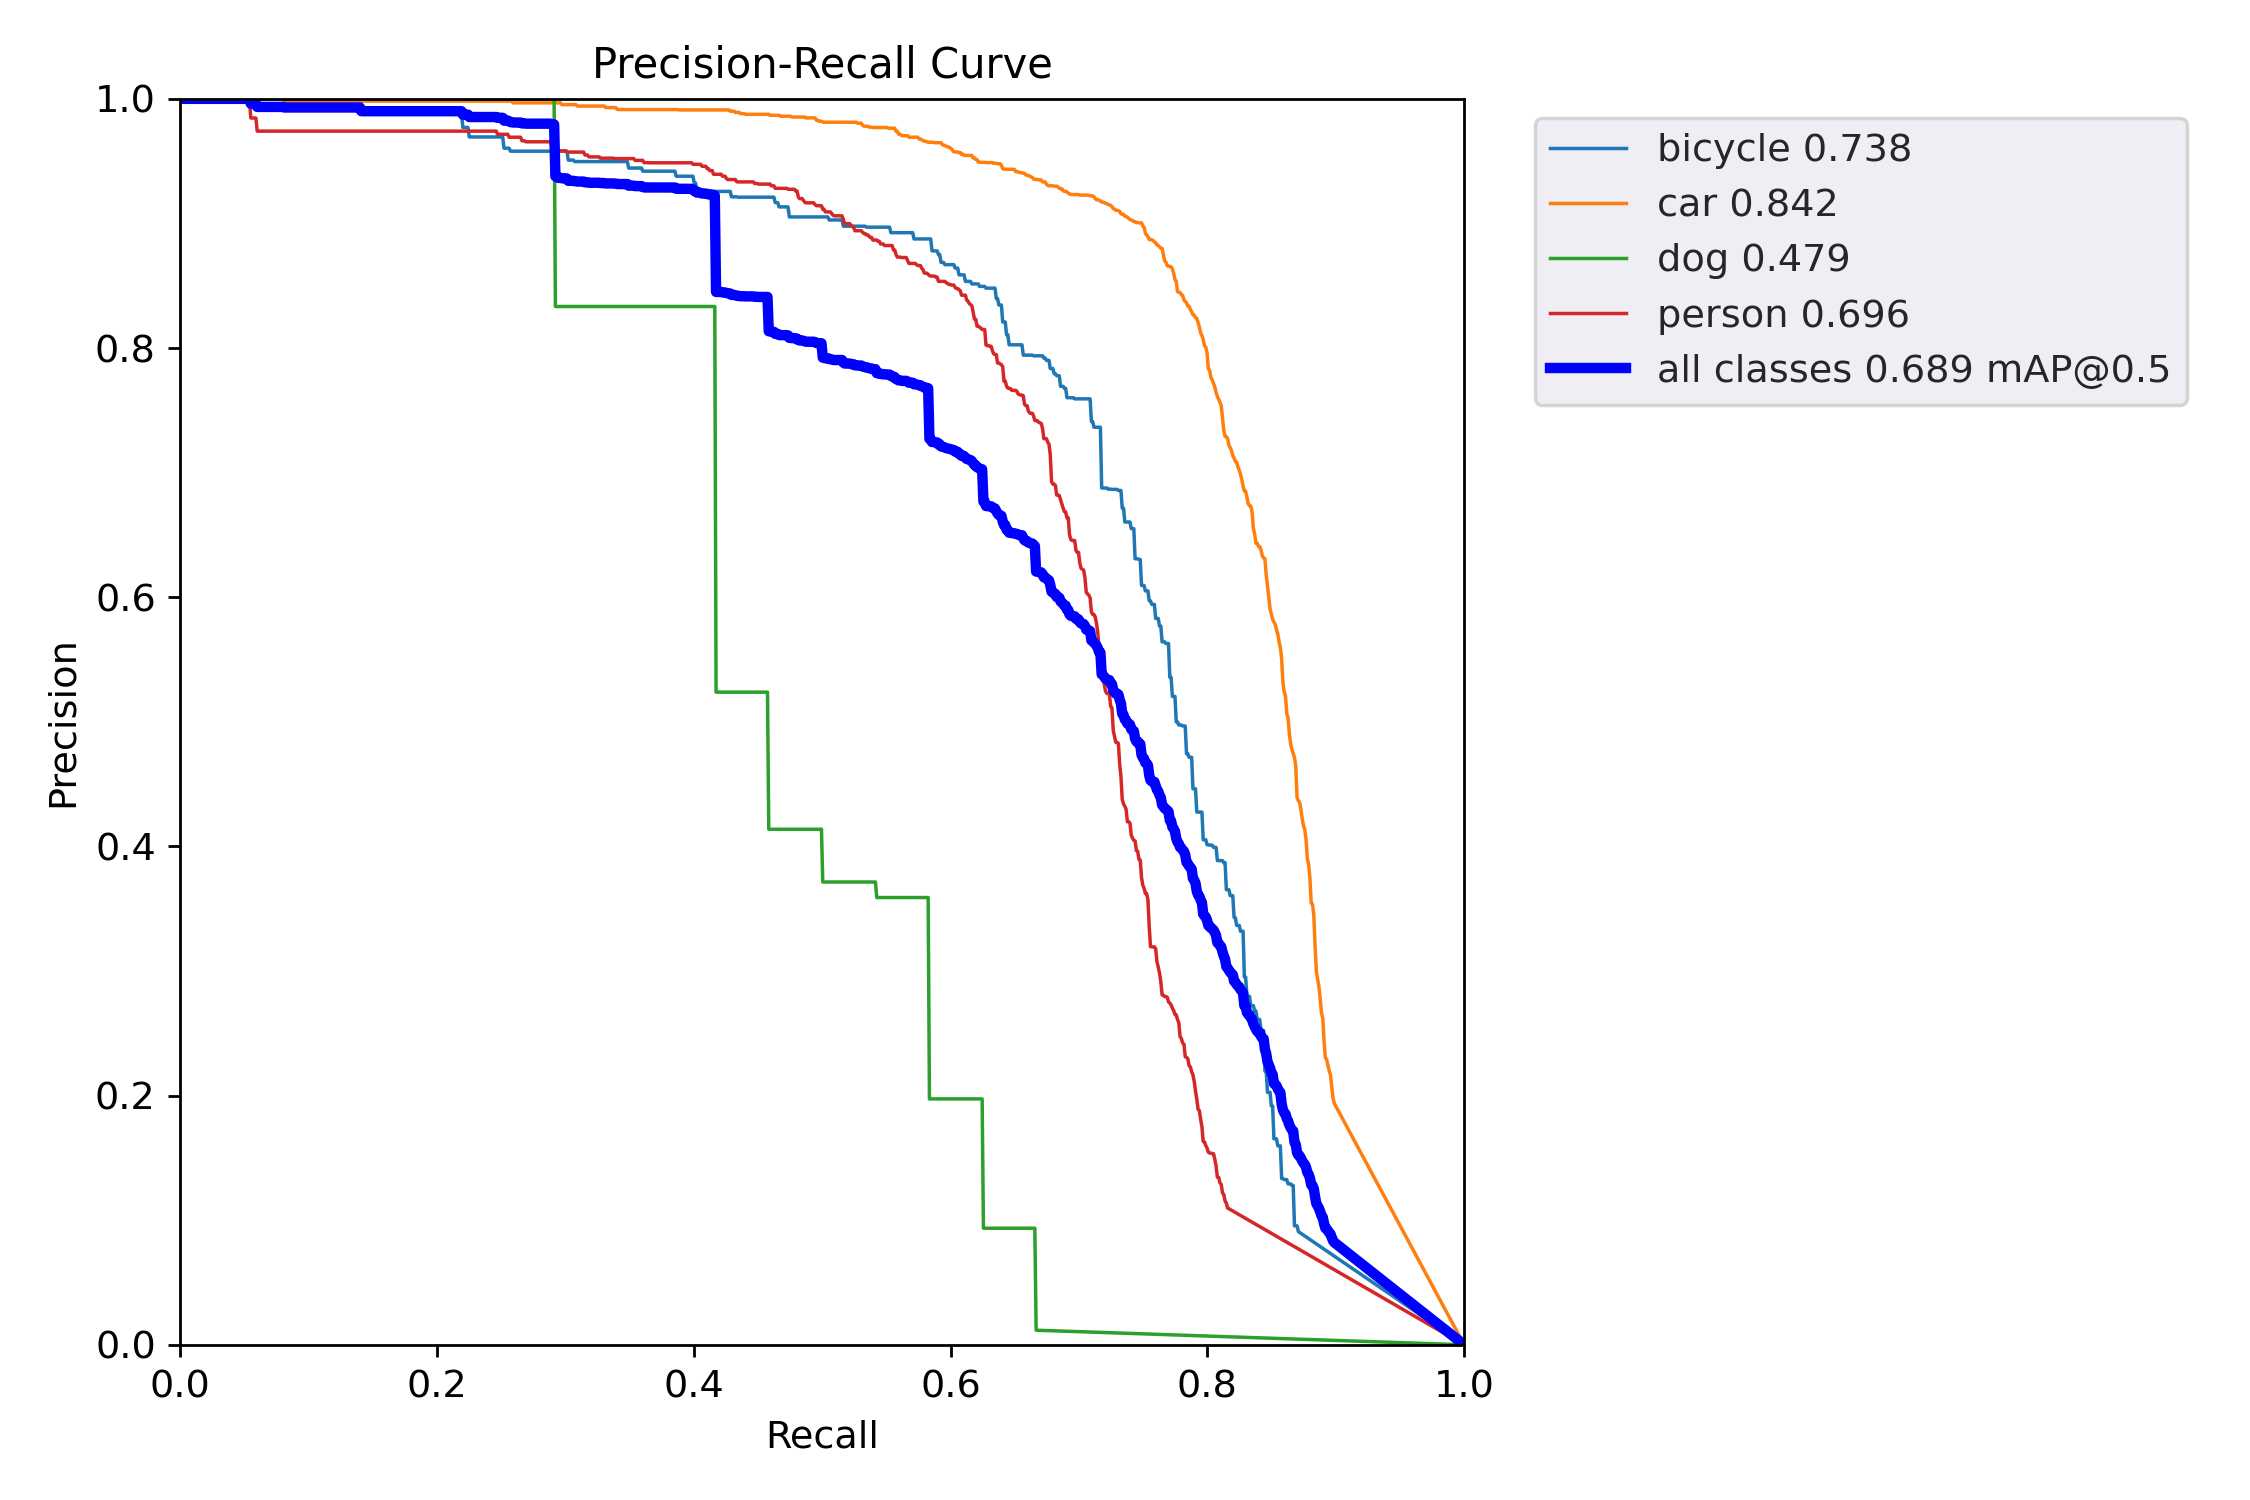 Precision-Recall Curve
1.0
0.8
0.6
0.4
0.2
0.0
Precision
0.0 0.2 0.4 0.6 0.8 1.0
Recall
bicycle 0.738
car 0.842
dog 0.479
person 0.696
all classes 0.689 mAP@0.5